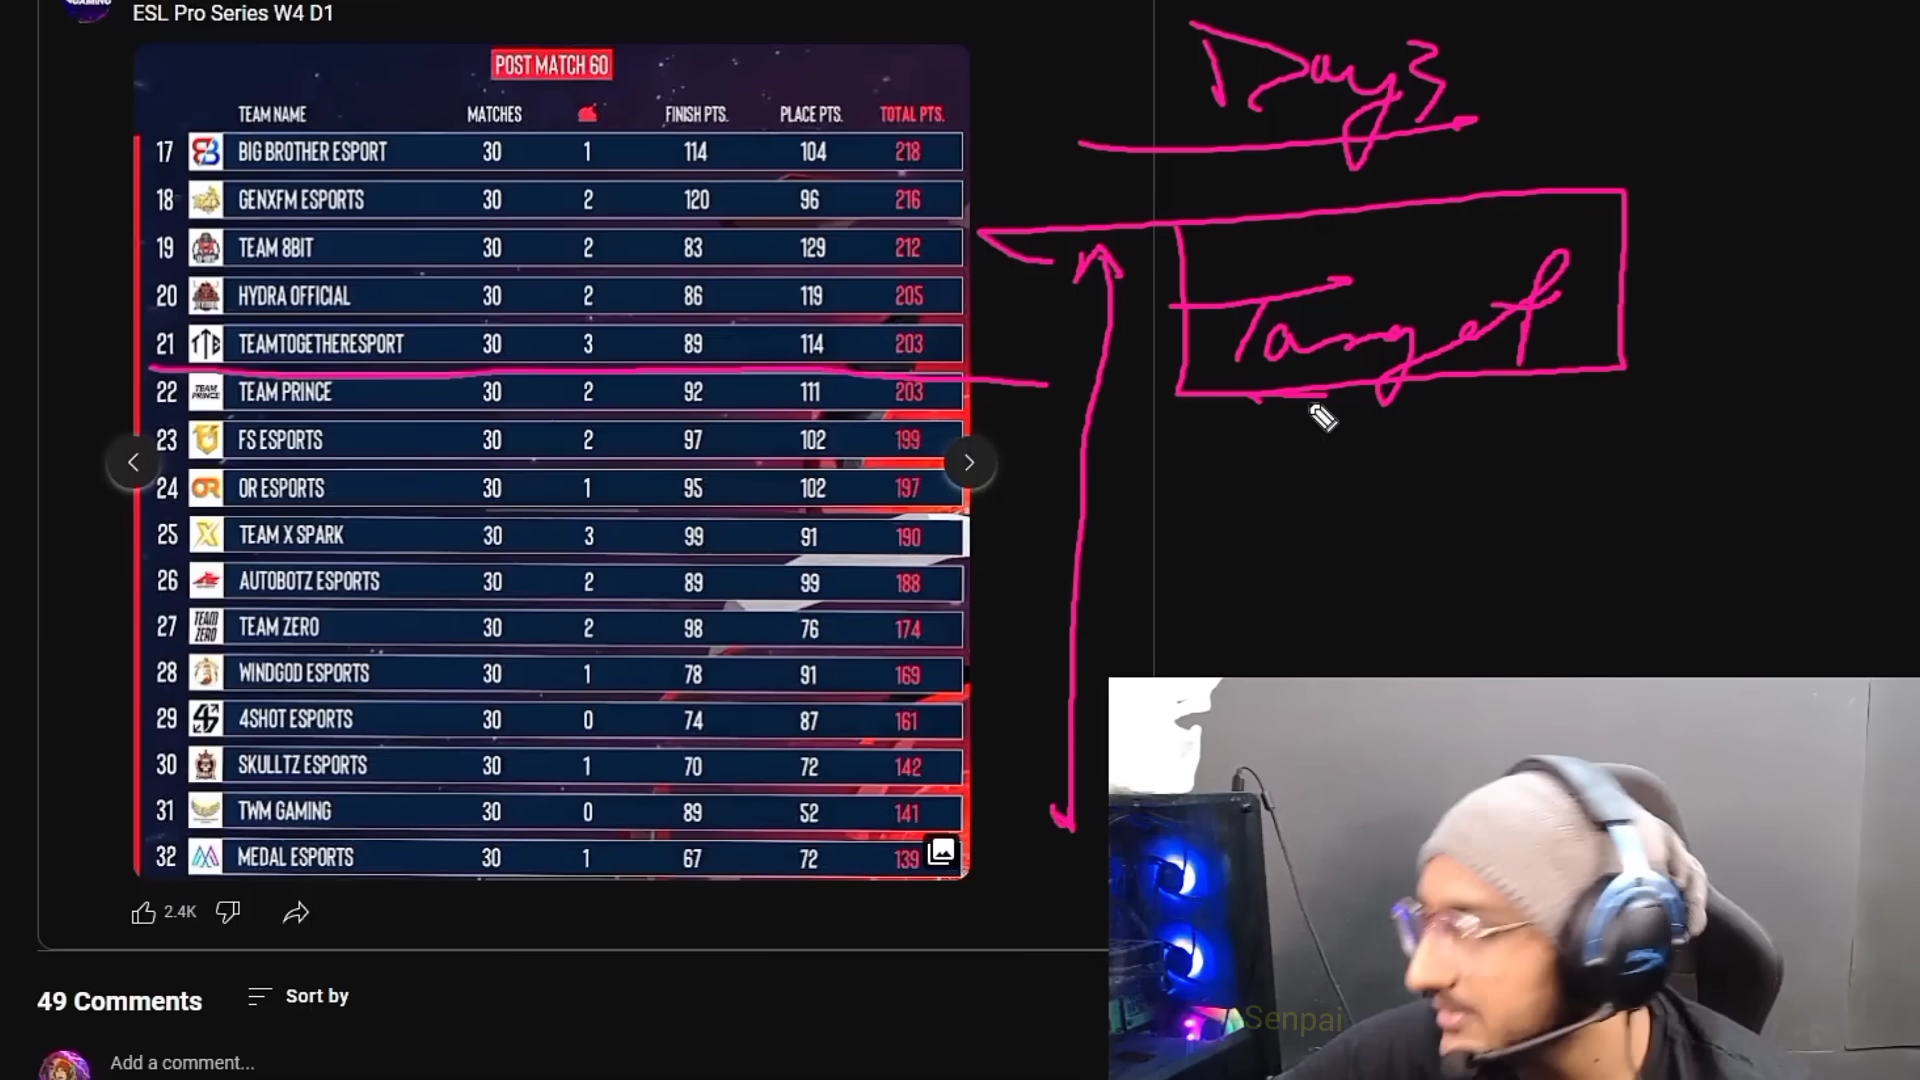 GAMING
ESL Pro Series W4 D1
POST MATCH 60
TEAM NAME MATCHES FINISH PTS. PLACE PTS. TOTAL PTS.
17 BIG BROTHER ESPORT 30 1 114 104 218
18 GENXFM ESPORTS 30 2 120 96 216
19 TEAM 8BIT 30 2 83 129 212
20 HYDRA OFFICIAL 30 2 86 119 205
21 TEAMTOGETHERESPORT 30 3 89 114 203
22 TEAM PRINCE TEAM PRINCE 30 2 92 111 203
23 FS ESPORTS 30 2 97 102 199
24 OR OR ESPORTS 30 1 95 102 197
25 X TEAM X SPARK 30 3 99 91 190
26 AUTOBOTZ ESPORTS 30 2 89 99 188
27 TEAM ZERO TEAM ZERO 30 2 98 76 174
28 WINDGOD ESPORTS 30 1 78 91 169
29 4SHOT ESPORTS 30 0 74 87 161
30 SKULLTZ ESPORTS 30 1 70 72 142
31 TWM GAMING 30 0 89 52 141
32 MEDAL ESPORTS 30 1 67 72 139
2.4K
49 Comments Sort by
Add a comment...
Day 3
Target
Senpai